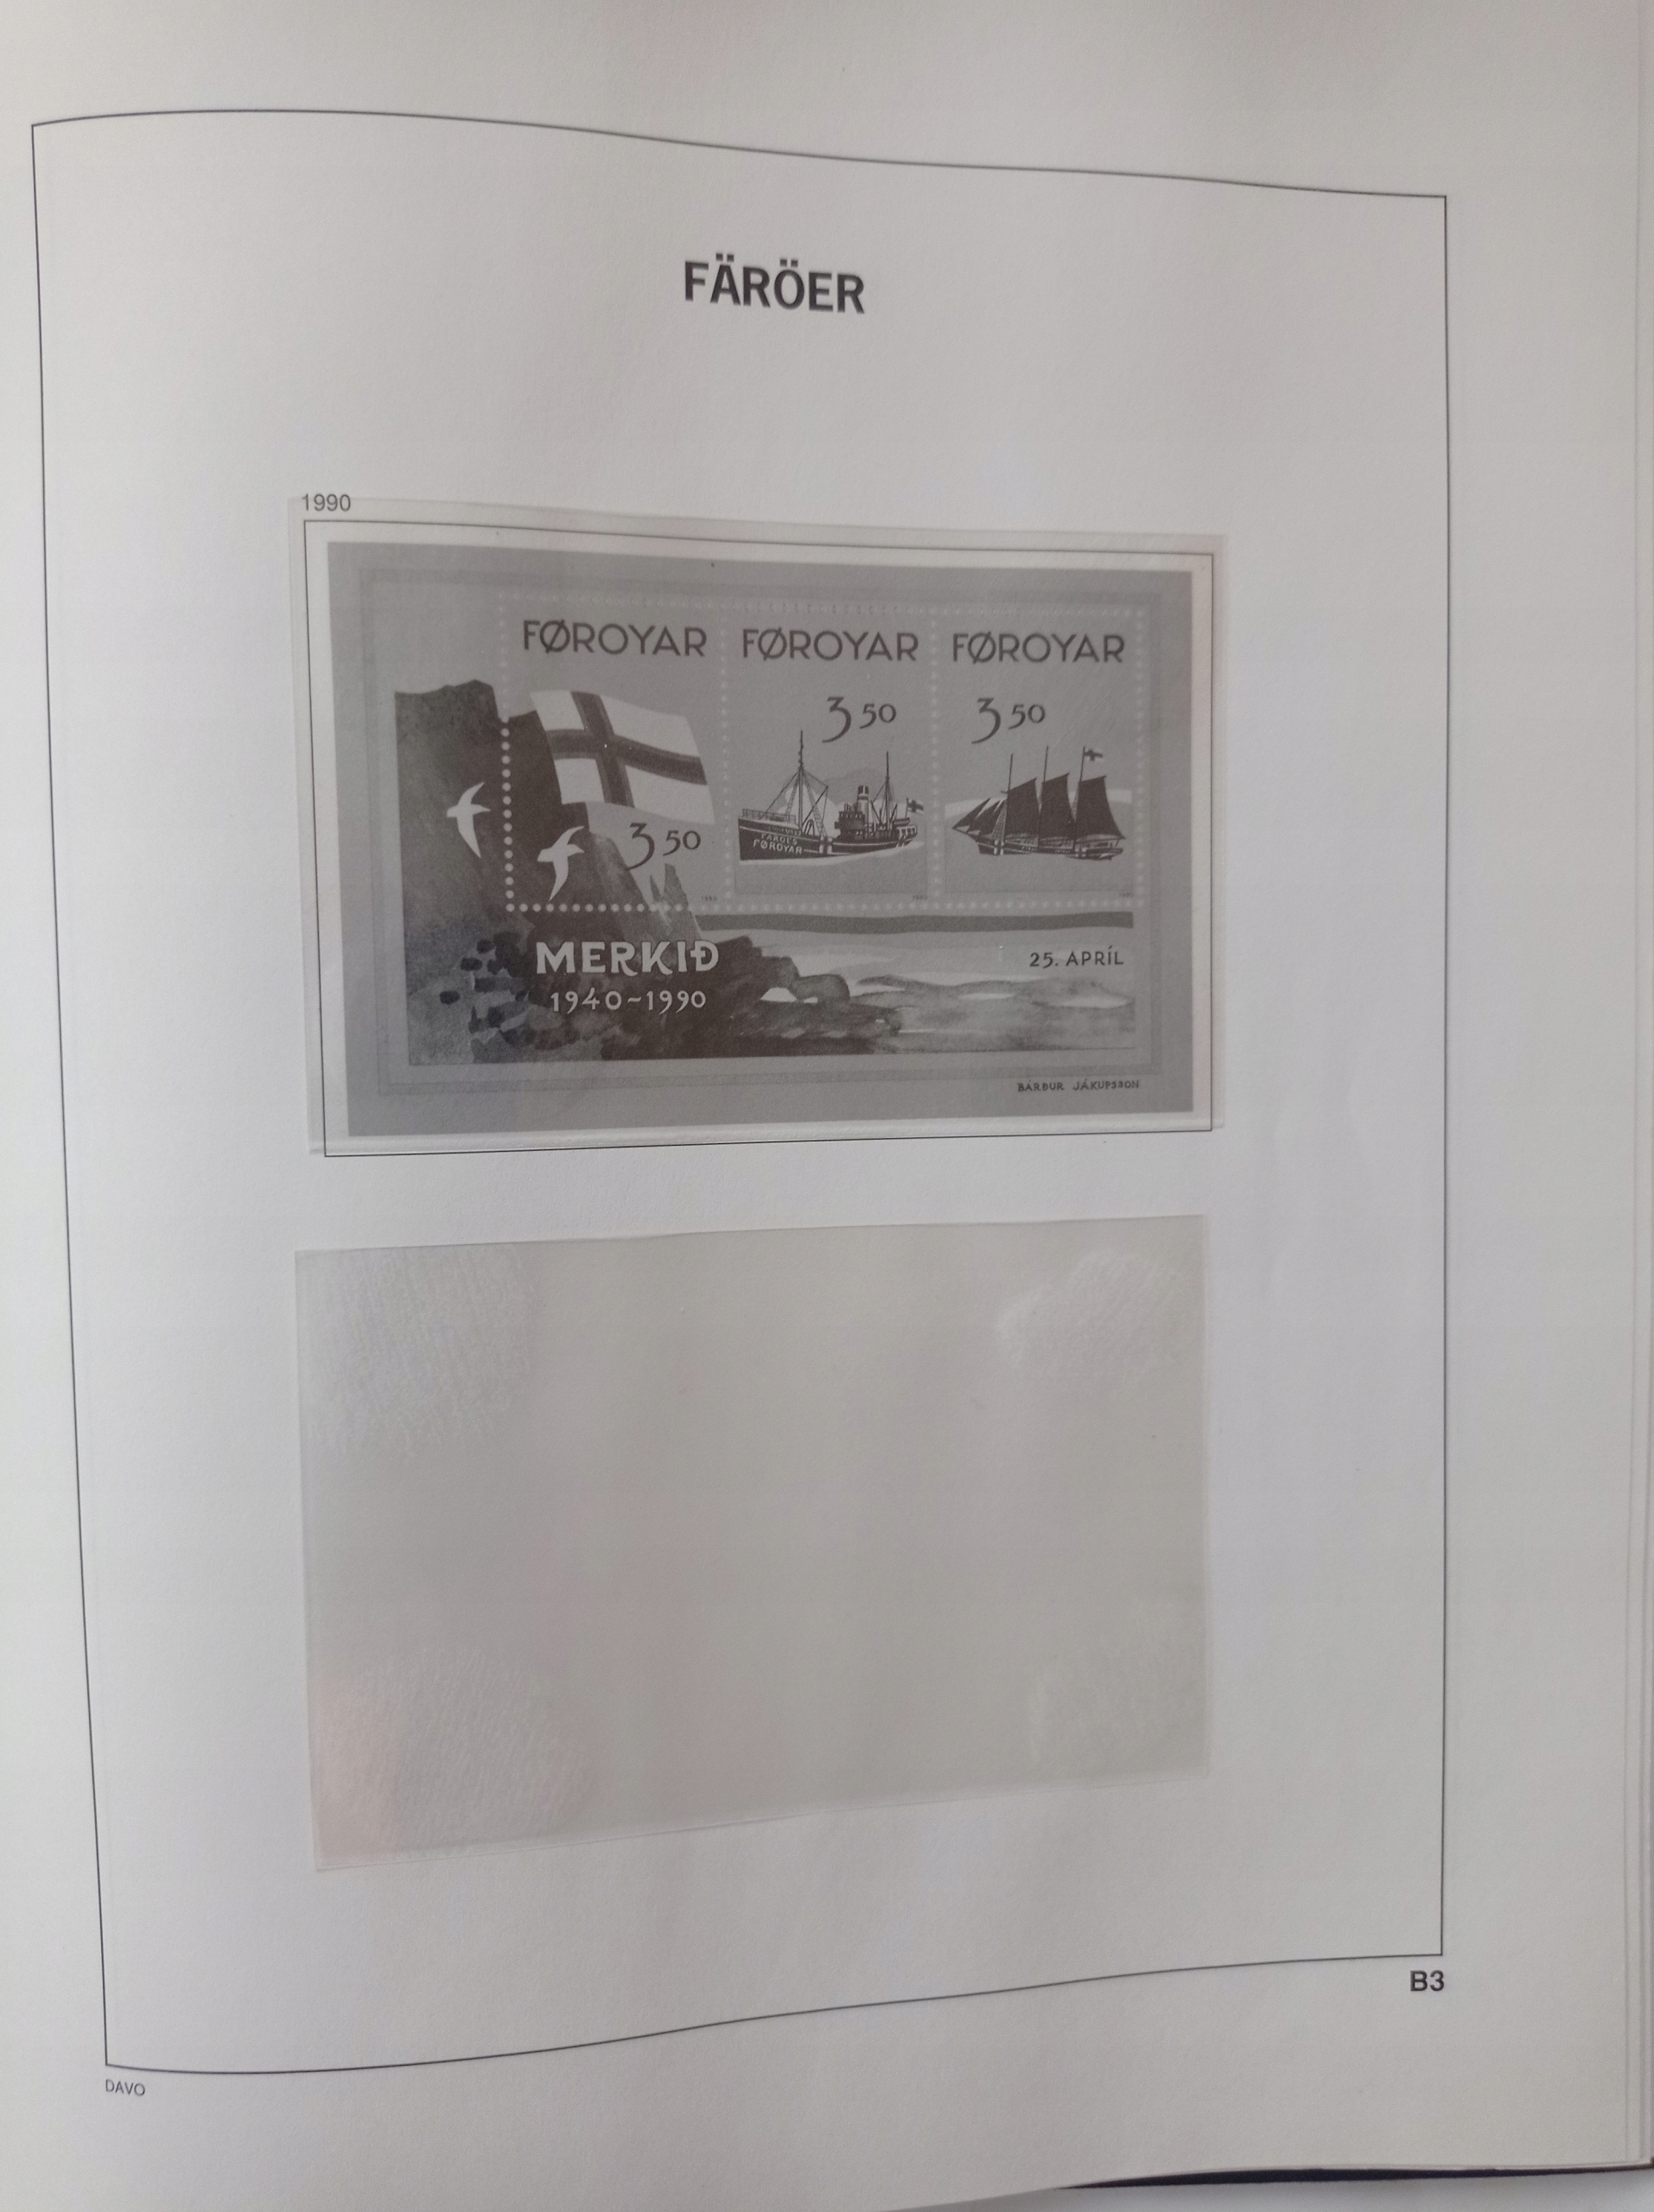 FÄRÖER
1990
FØROYAR FØROYAR FØROYAR
3 50 3 50
3 50
FØROYAR
MERKIÐ
1940~1990
25. APRÍL
BÁRÐUR JÁKUPSSON
B3
DAVO